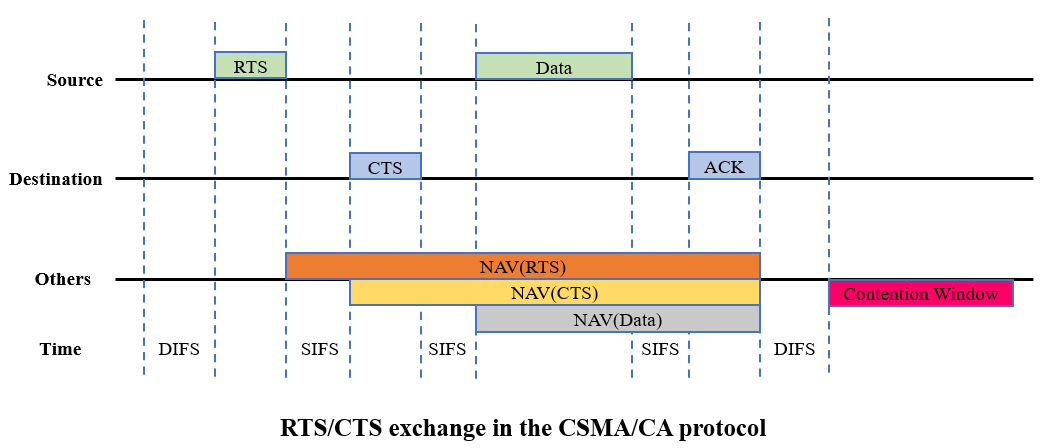 RTS
Data
Source
CTS
ACK
Destination
NAV(RTS)
Others
NAV(CTS)
Contention Window
NAV(Data)
Time DIFS SIFS SIFS SIFS DIFS
RTS/CTS exchange in the CSMA/CA protocol